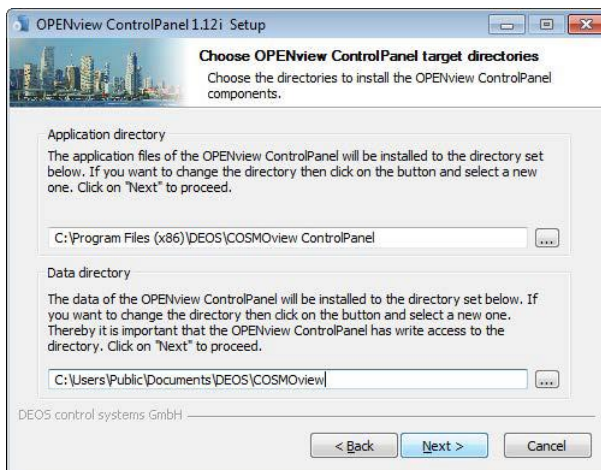 OPENview ControlPanel 1.12i Setup
Choose OPENview ControlPanel target directories
Choose the directories to install the OPENview ControlPanel
components.
Application directory
The application files of the OPENview ControlPanel will be installed to the directory set
below. If you want to change the directory then click on the button and select a new
one. Click on "Next" to proceed.
C:\Program Files (x86)\DEOS\COSMOview ControlPanel
...
Data directory
The data of the OPENview ControlPanel will be installed to the directory set below. If
you want to change the directory then click on the button and select a new one.
Thereby it is important that the OPENview ControlPanel has write access to the
directory. Click on "Next" to proceed.
C:\Users\Public\Documents\DEOS\COSMOview
...
DEOS control systems GmbH
< Back Next > Cancel